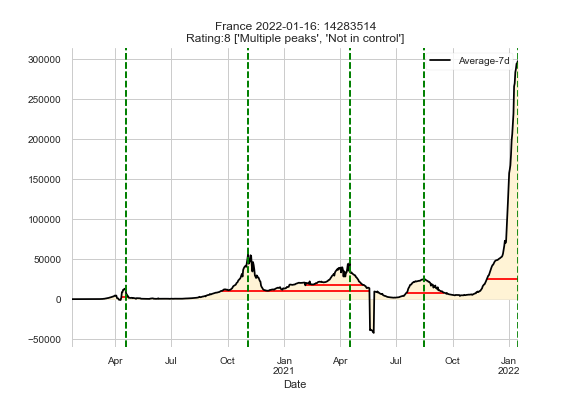 France 2022-01-16: 14283514
Rating:8 ['Multiple peaks', 'Not in control']
Average-7d
300000
250000
200000
150000
100000
50000
0
−50000
Apr
Jul
Oct
Jan
2021
Apr
Jul
Oct
Jan
2022
Date